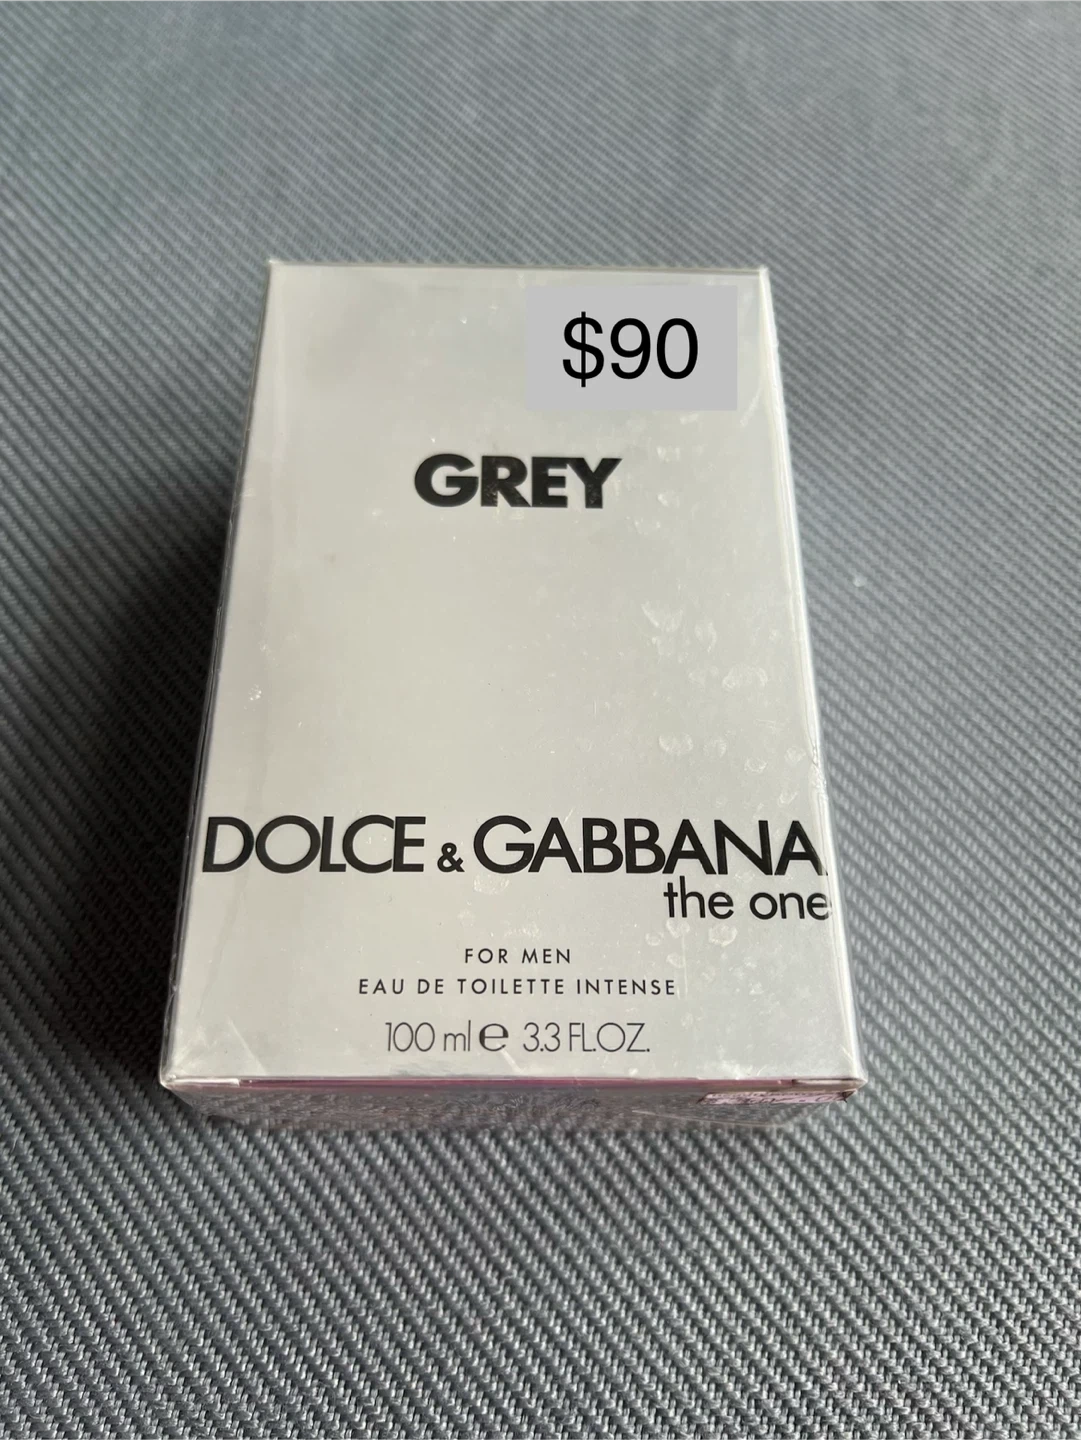 $90
GREY
DOLCE & GABBANA
the one
FOR MEN
EAU DE TOILETTE INTENSE
100 ml e 3.3 FL.OZ.